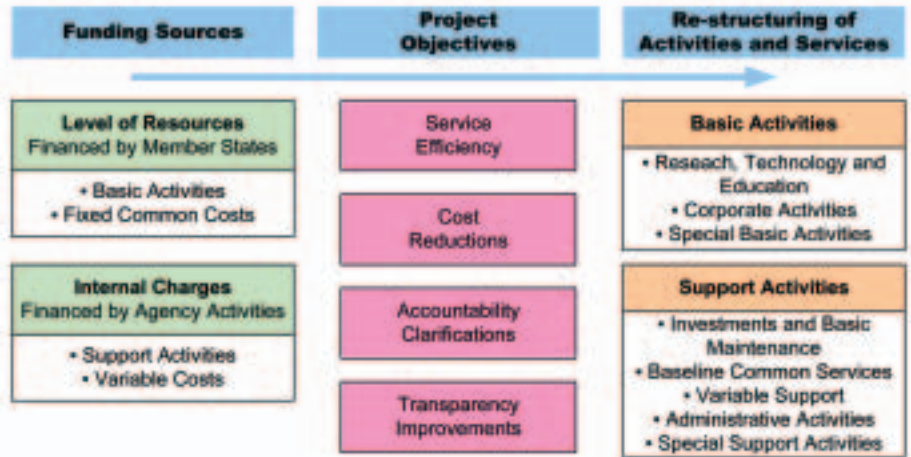 Funding Sources
Project
Objectives
Re-structuring of
Activities and Services
Level of Resources
Financed by Member States
• Basic Activities
• Fixed Common Costs
Internal Charges
Financed by Agency Activities
• Support Activities
• Variable Costs
Service
Efficiency
Cost
Reductions
Accountability
Clarifications
Transparency
Improvements
Basic Activities
• Reseach, Technology and
Education
• Corporate Activities
• Special Basic Activities
Support Activities
• Investments and Basic
Maintenance
• Baseline Common Services
• Variable Support
• Administrative Activities
• Special Support Activities